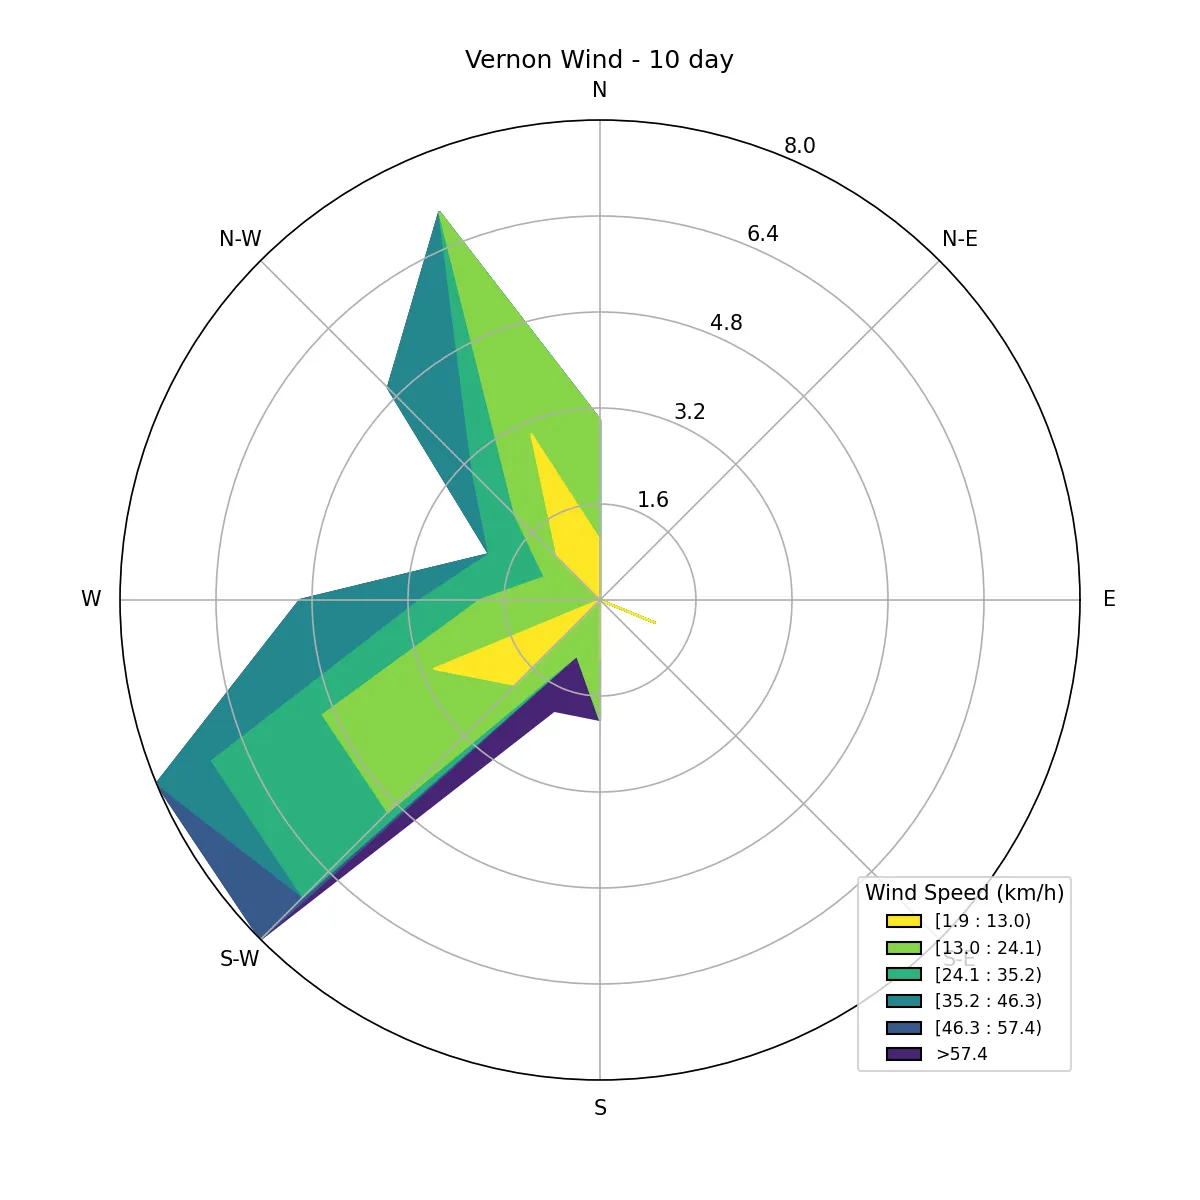 Vernon Wind - 10 day
N
8.0
N-W
6.4
N-E
4.8
3.2
1.6
W
E
S-W
S-E
S
Wind Speed (km/h)
[1.9 : 13.0)
[13.0 : 24.1)
[24.1 : 35.2)
[35.2 : 46.3)
[46.3 : 57.4)
>57.4